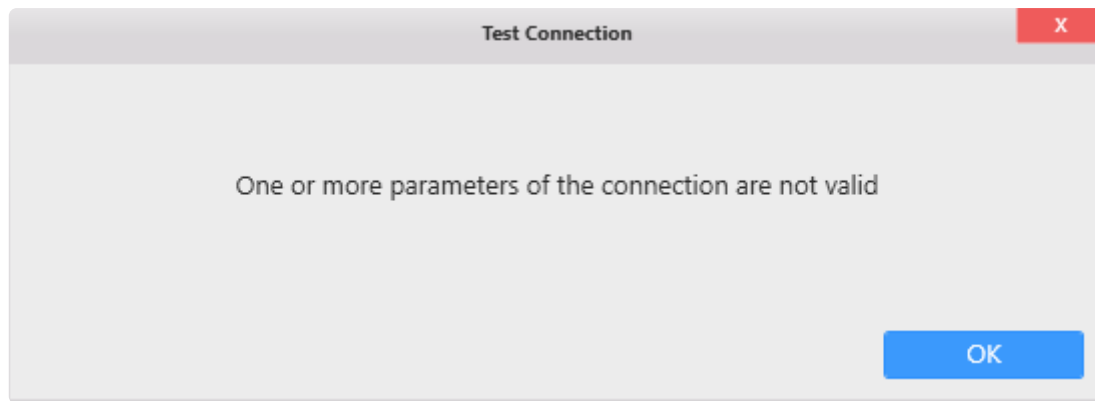 Test Connection
X
One or more parameters of the connection are not valid
OK